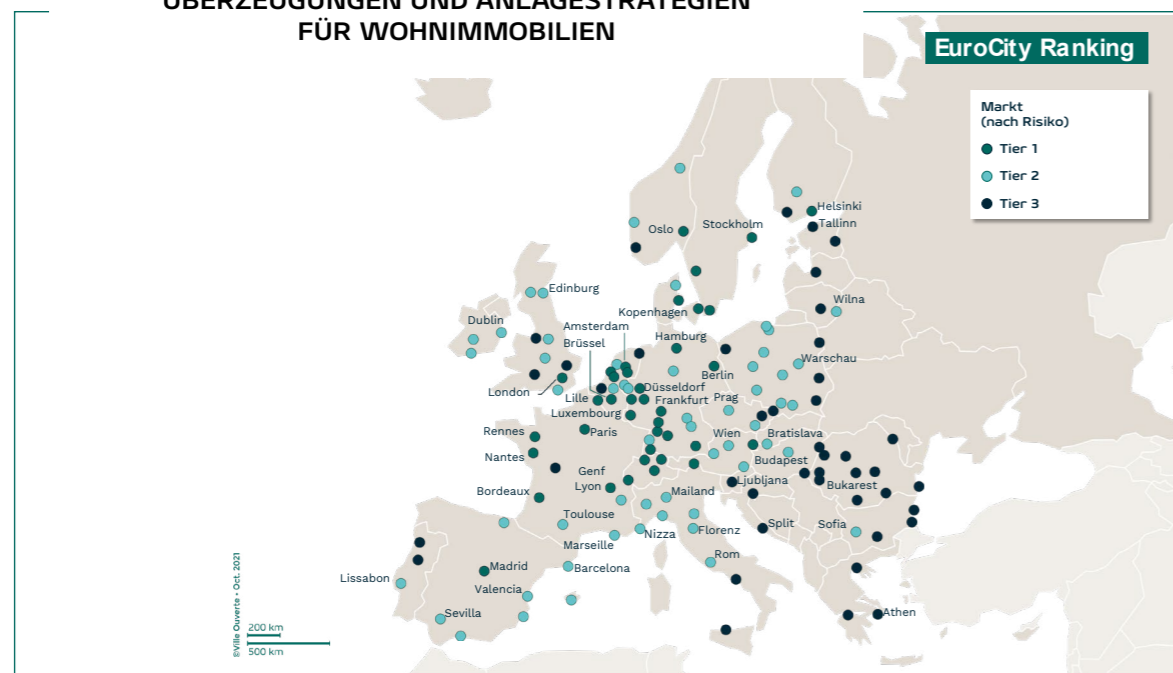 ÜBERZEUGUNGEN UND ANLAGESTRATEGIEN
FÜR WOHNIMMOBILIEN
EuroCity Ranking
Markt
(nach Risiko)
Tier 1
Tier 2
Tier 3
Helsinki
Oslo
Stockholm
Tallinn
Edinburg
Wilna
Kopenhagen
Dublin
Amsterdam
Hamburg
Brüssel
Warschau
Berlin
London
Düsseldorf
Lille
Frankfurt
Prag
Luxembourg
Rennes
Paris
Wien
Bratislava
Nantes
Budapest
Genf
Ljubljana
Lyon
Bukarest
Mailand
Bordeaux
Toulouse
Split
Sofia
Florenz
Nizza
Marseille
Rom
Madrid
Barcelona
Lissabon
Valencia
Sevilla
Athen
©Ville Ouverte - Oct. 2021
200 km
500 km